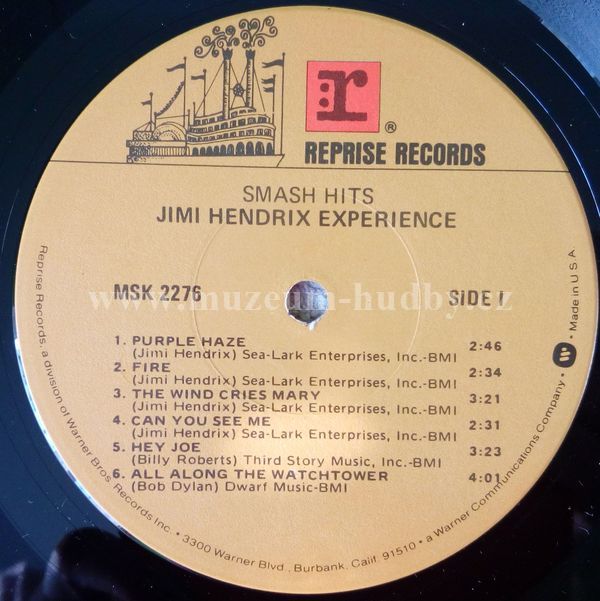 :r
®
REPRISE RECORDS
SMASH HITS
JIMI HENDRIX EXPERIENCE
MSK 2276
SIDE 1
www.muzeum-hudby.cz
1. PURPLE HAZE 2:46
(Jimi Hendrix) Sea-Lark Enterprises, Inc.-BMI
2. FIRE 2:34
(Jimi Hendrix) Sea-Lark Enterprises, Inc.-BMI
3. THE WIND CRIES MARY 3:21
(Jimi Hendrix) Sea-Lark Enterprises, Inc.-BMI
4. CAN YOU SEE ME 2:31
(Jimi Hendrix) Sea-Lark Enterprises, Inc.-BMI
5. HEY JOE 3:23
(Billy Roberts) Third Story Music, Inc.-BMI
6. ALL ALONG THE WATCHTOWER 4:01
(Bob Dylan) Dwarf Music-BMI
Reprise Records, a division of Warner Bros Records Inc. • 3300 Warner Blvd., Burbank, Calif. 91510 • a Warner Communications Company • W • Made in U.S.A.